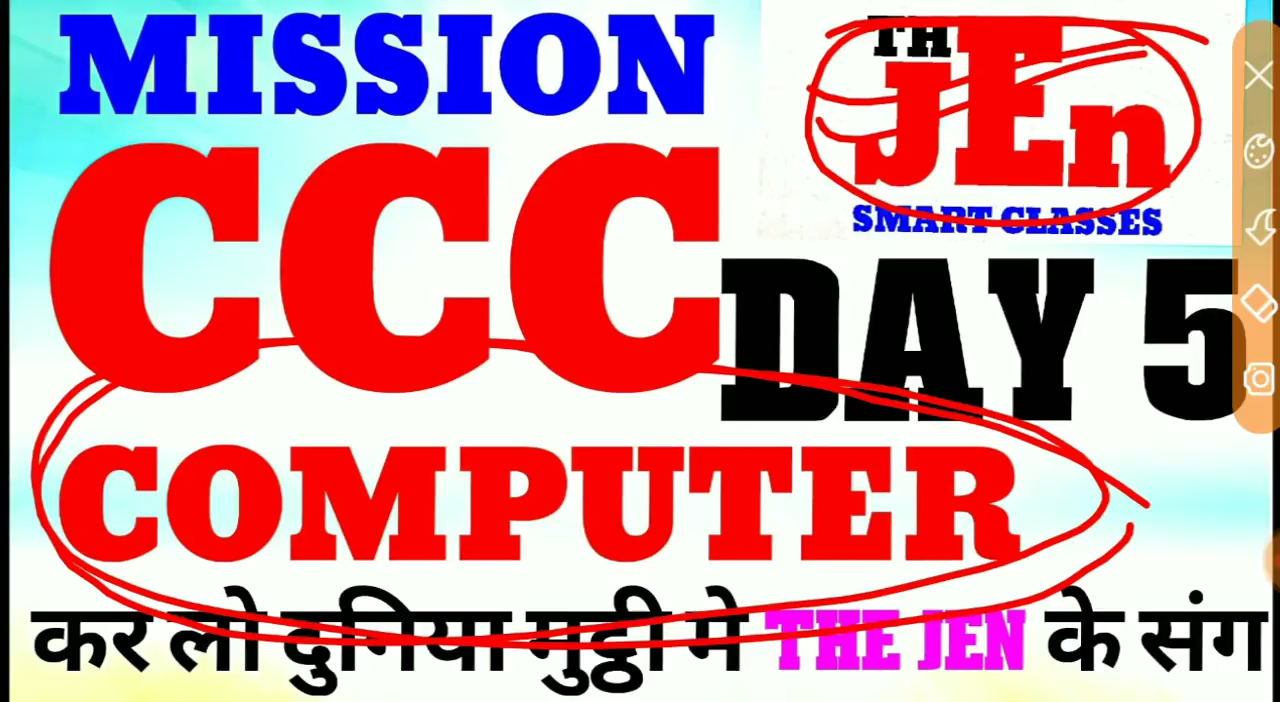 MISSION
THE
JEn
SMART CLASSES
CCC
DAY 5
COMPUTER
कर लो दुनिया मुट्ठी मे THE JEN के संग